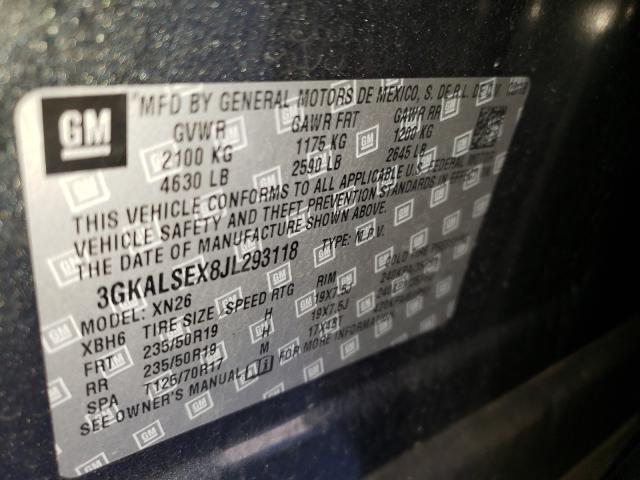 GM
MFD BY GENERAL MOTORS DE MEXICO, S. DE R.L. DE C.V.
GVWR GAWR FRT GAWR RR
2100 KG 1175 KG 1200 KG
4630 LB 2590 LB 2645 LB
THIS VEHICLE CONFORMS TO ALL APPLICABLE U.S. FEDERAL MOTOR
VEHICLE SAFETY AND THEFT PREVENTION STANDARDS IN EFFECT ON
THE DATE OF MANUFACTURE SHOWN ABOVE.
3GKALSEX8JL293118 TYPE: M.P.V.
MODEL: XN26
XBH6 TIRE SIZE SPEED RTG RIM COLD TIRE PRESSURE
FRT 235/50R19 H 19X7.5J
RR 235/50R19 H 19X7.5J
SPA T125/70R17 M 17X4B
SEE OWNER'S MANUAL FOR MORE INFORMATION